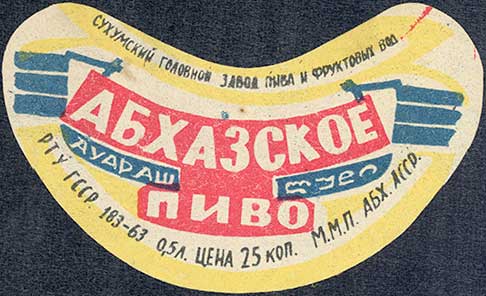 СУХУМСКИЙ ГОЛОВНОЙ ЗАВОД ПИВА И ФРУКТОВЫХ ВОД
АБХАЗСКОЕ
АУДРАШ
ПИВО
РТУ ГССР 183-63 0,5Л. ЦЕНА 25 КОП. М.М.П. АБХ. АССР.